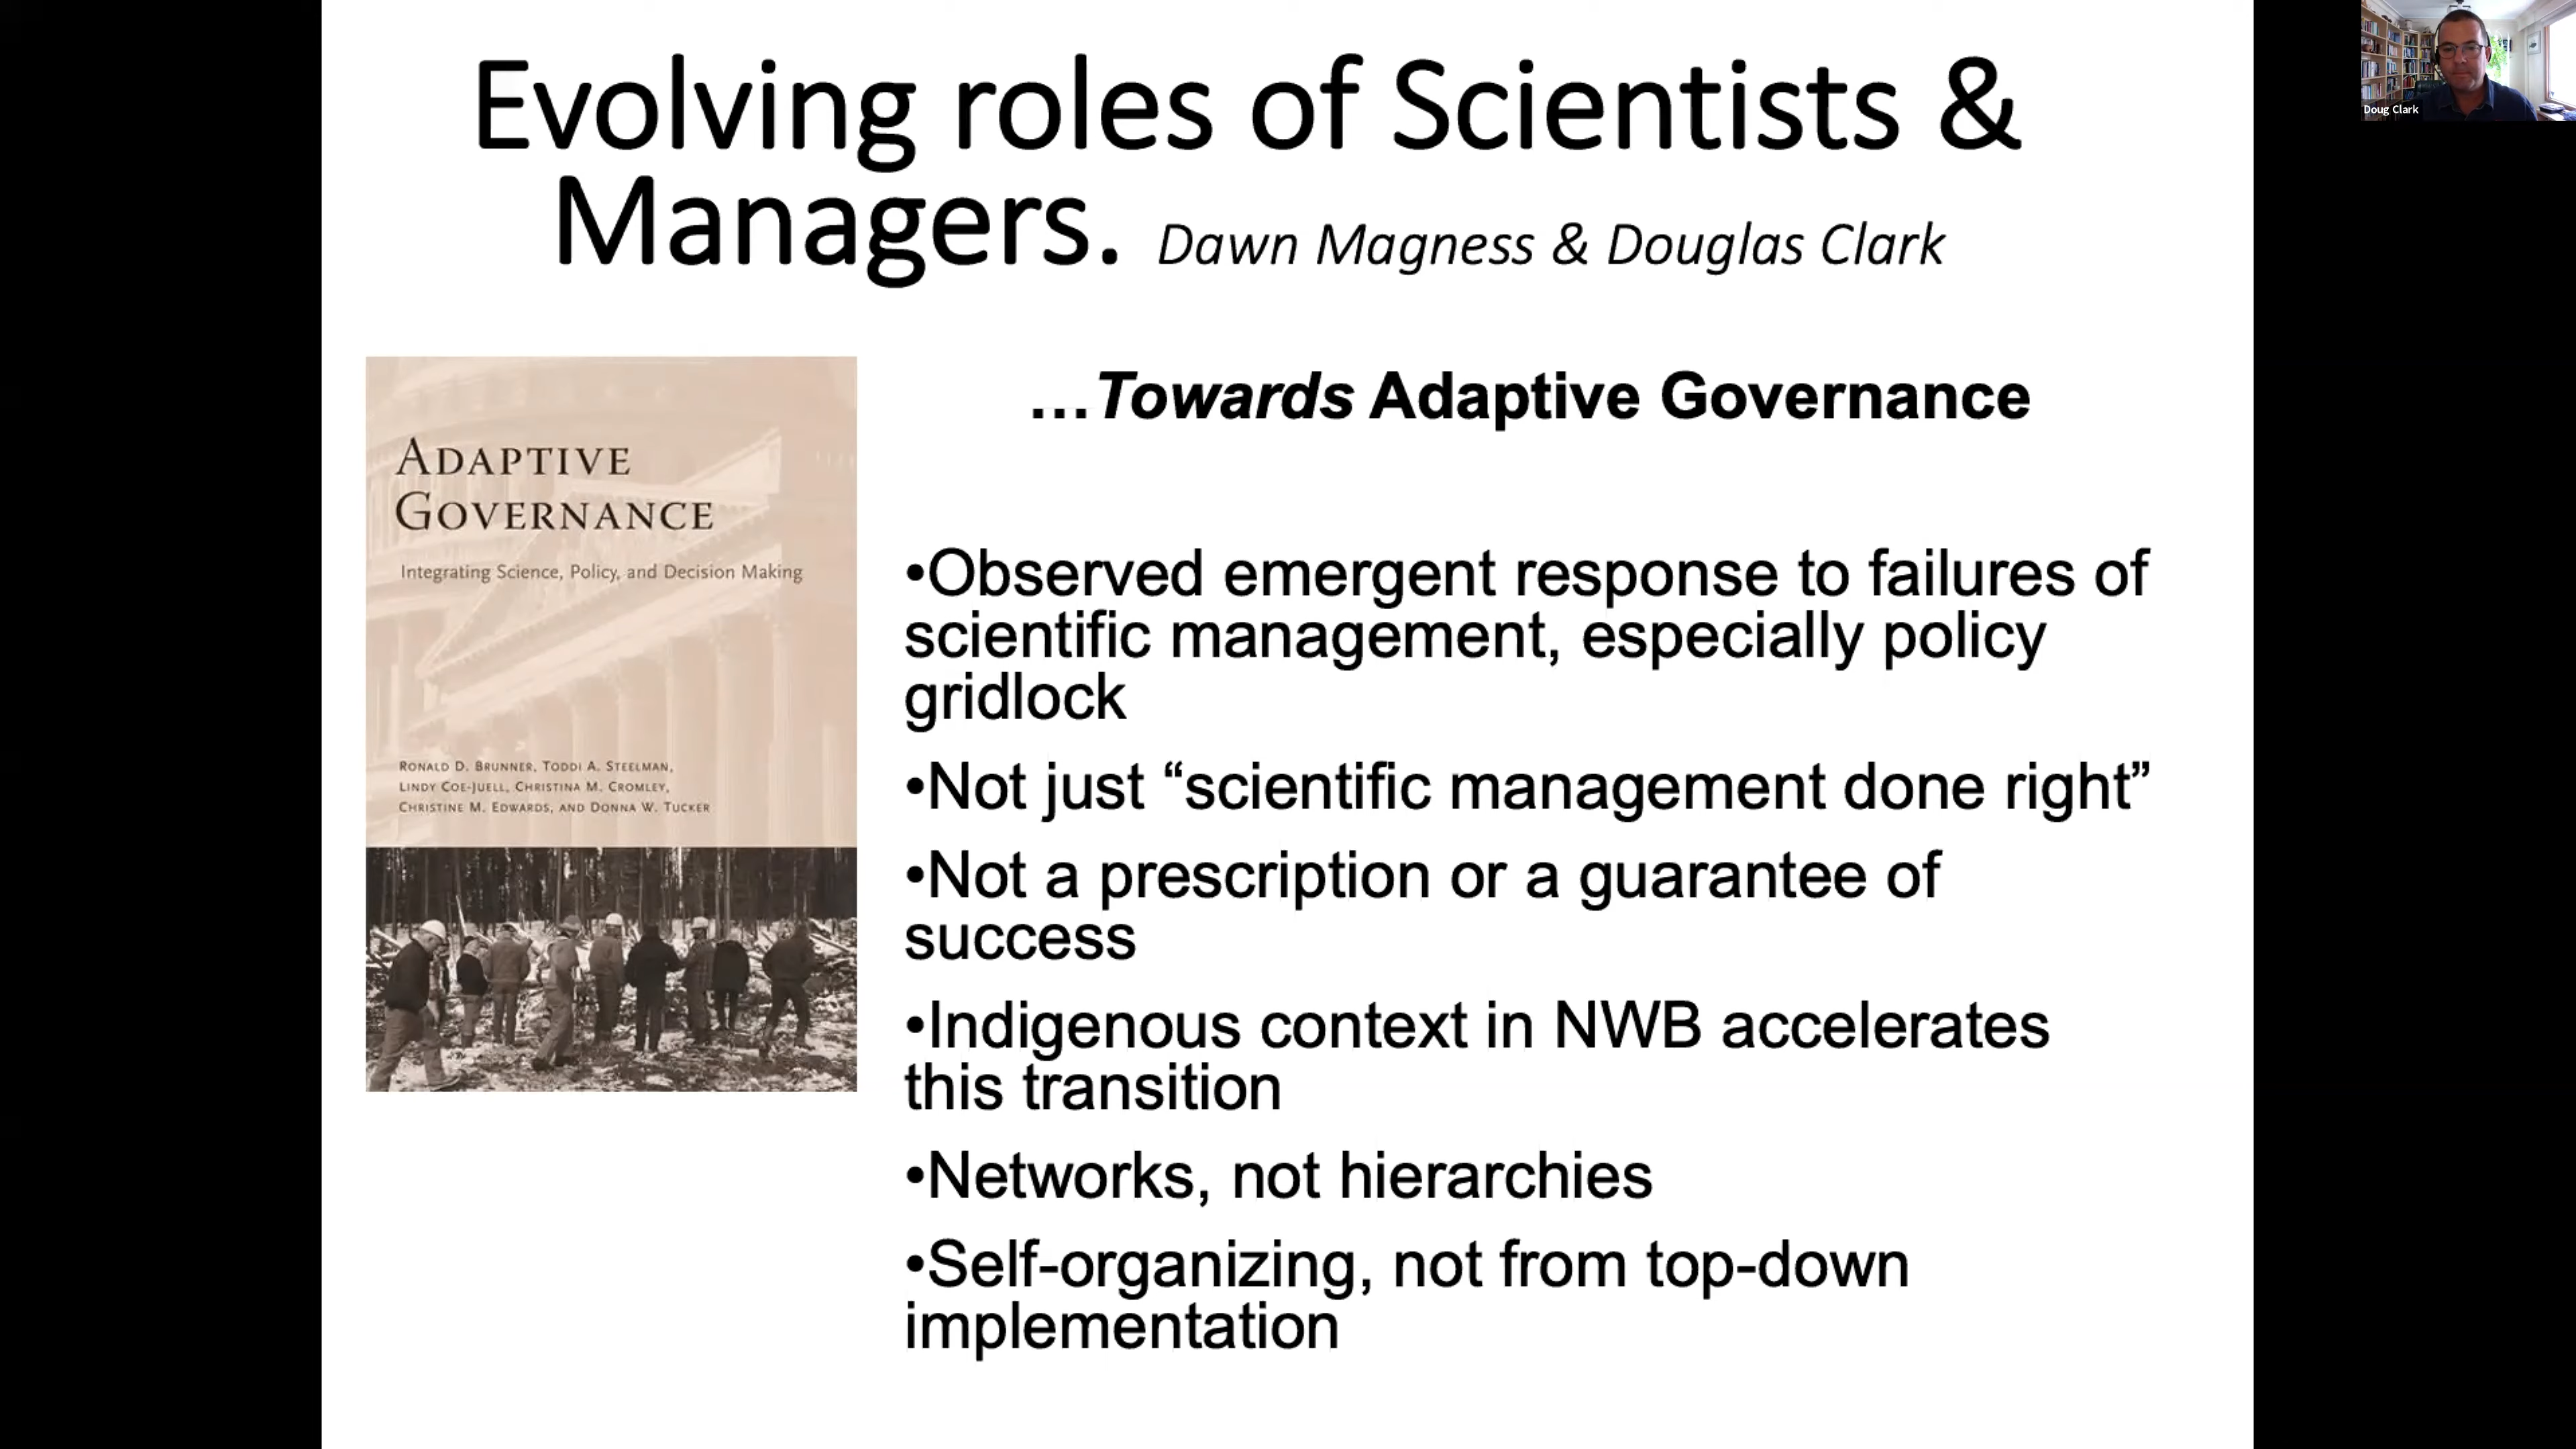 Evolving roles of Scientists &
Managers. Dawn Magness & Douglas Clark
Doug Clark
ADAPTIVE
GOVERNANCE
Integrating Science, Policy, and Decision Making
RONALD D. BRUNNER, TODDI A. STEELMAN,
LINDY COE-JUELL, CHRISTINA M. CROMLEY,
CHRISTINE M. EDWARDS, AND DONNA W. TUCKER
...Towards Adaptive Governance
•Observed emergent response to failures of
scientific management, especially policy
gridlock
•Not just “scientific management done right”
•Not a prescription or a guarantee of
success
•Indigenous context in NWB accelerates
this transition
•Networks, not hierarchies
•Self-organizing, not from top-down
implementation